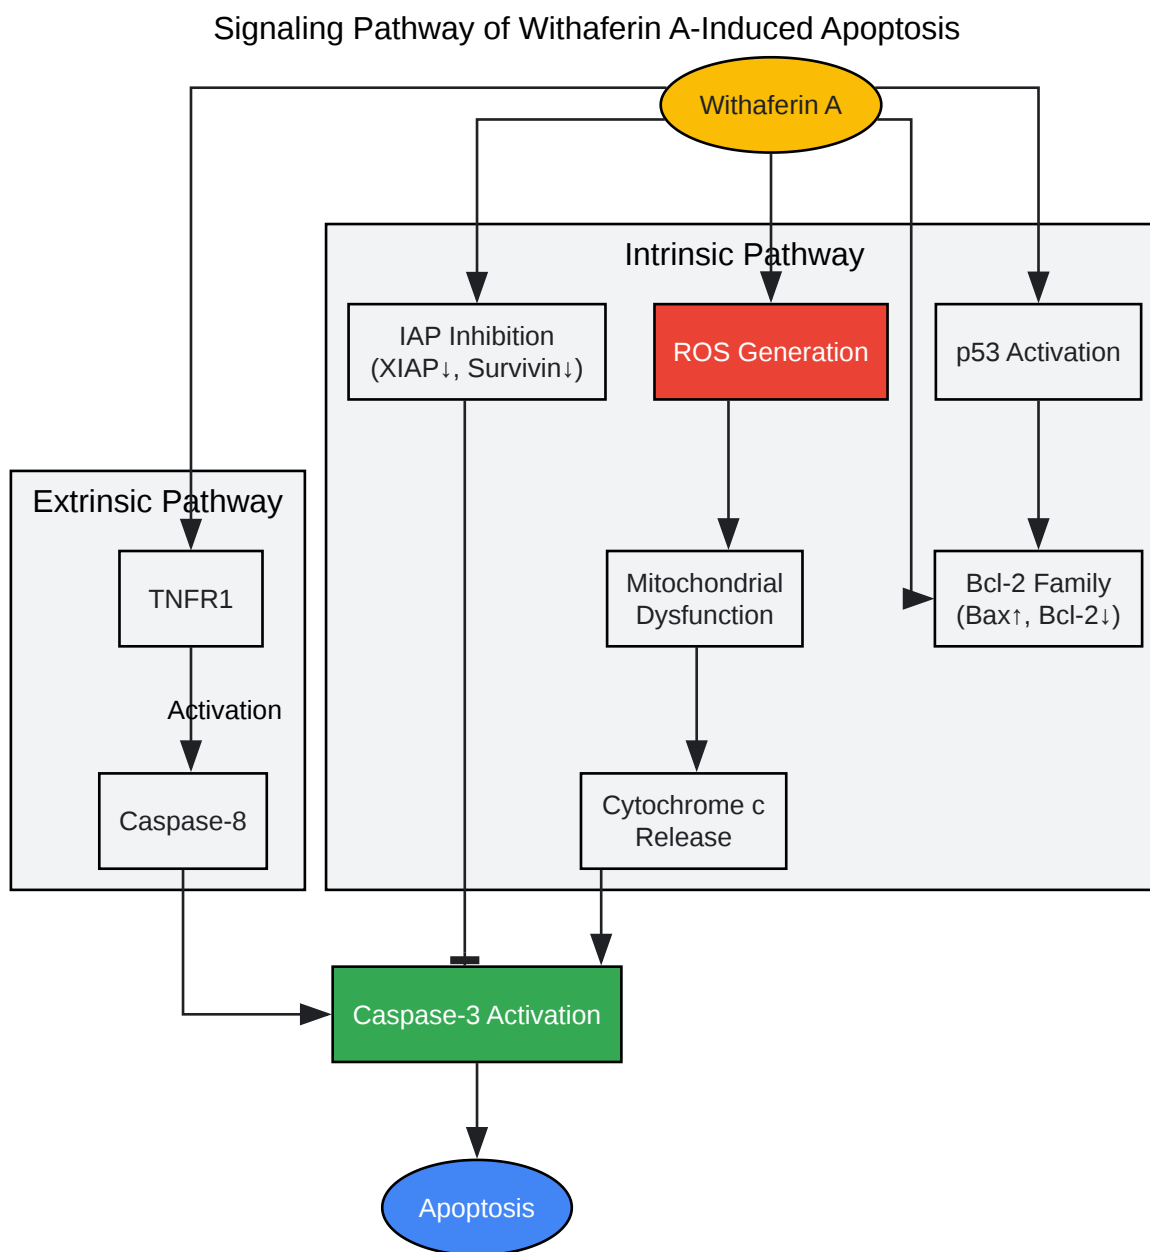 Signaling Pathway of Withaferin A-Induced Apoptosis
Withaferin A
Intrinsic Pathway
IAP Inhibition
(XIAP↓, Survivin↓)
ROS Generation
p53 Activation
Extrinsic Pathway
TNFR1
Mitochondrial
Dysfunction
Bcl-2 Family
(Bax↑, Bcl-2↓)
Activation
Caspase-8
Cytochrome c
Release
Caspase-3 Activation
Apoptosis